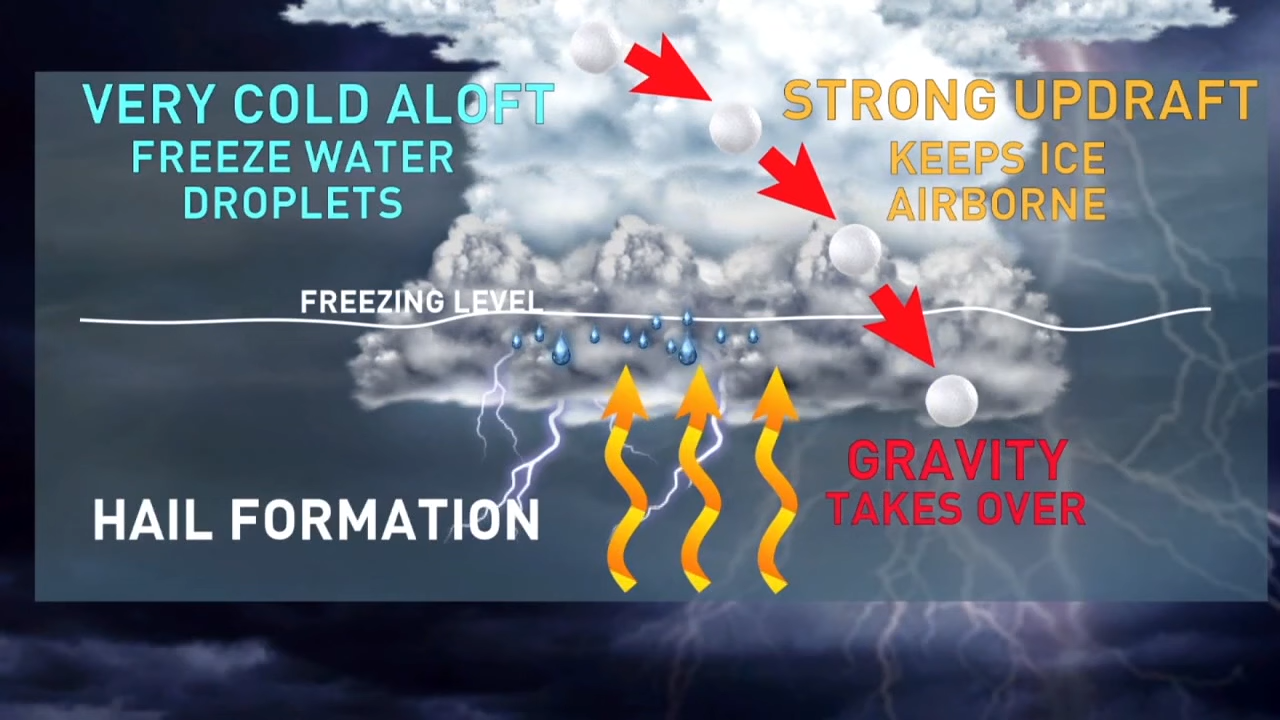 VERY COLD ALOFT
FREEZE WATER
DROPLETS
STRONG UPDRAFT
KEEPS ICE
AIRBORNE
FREEZING LEVEL
GRAVITY
TAKES OVER
HAIL FORMATION